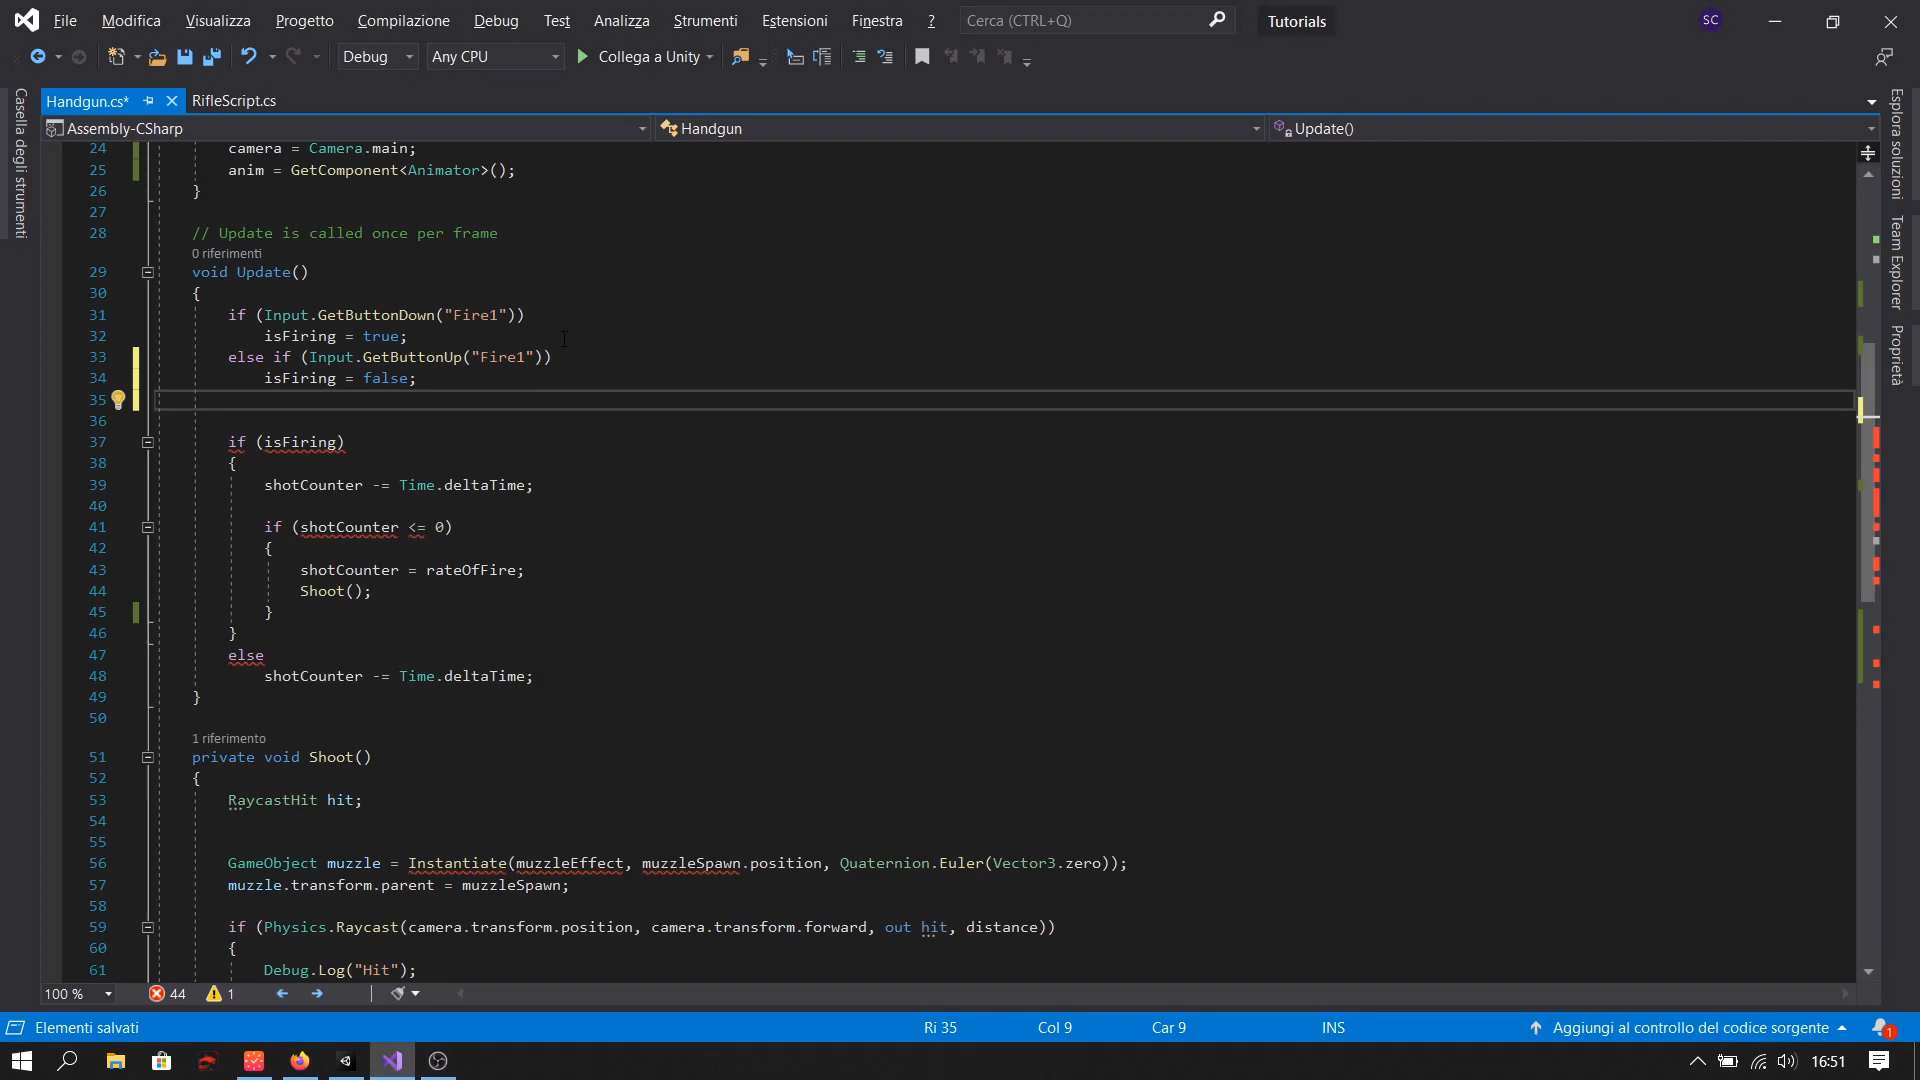 File Modifica Visualizza Progetto Compilazione Debug Test Analizza Strumenti Estensioni Finestra ? Cerca (CTRL+Q) Tutorials SC
Debug Any CPU Collega a Unity
Handgun.cs* RifleScript.cs
Assembly-CSharp Handgun Update()
Casella degli strumenti
24 camera = Camera.main;
25 anim = GetComponent<Animator>();
26 }
27
28 // Update is called once per frame
0 riferimenti
29 void Update()
30 {
31 if (Input.GetButtonDown("Fire1"))
32 isFiring = true;
33 else if (Input.GetButtonUp("Fire1"))
34 isFiring = false;
35
36
37 if (isFiring)
38 {
39 shotCounter -= Time.deltaTime;
40
41 if (shotCounter <= 0)
42 {
43 shotCounter = rateOfFire;
44 Shoot();
45 }
46 }
47 else
48 shotCounter -= Time.deltaTime;
49 }
50
1 riferimento
51 private void Shoot()
52 {
53 RaycastHit hit;
54
55
56 GameObject muzzle = Instantiate(muzzleEffect, muzzleSpawn.position, Quaternion.Euler(Vector3.zero));
57 muzzle.transform.parent = muzzleSpawn;
58
59 if (Physics.Raycast(camera.transform.position, camera.transform.forward, out hit, distance))
60 {
61 Debug.Log("Hit");
Esplora soluzioni
Team Explorer
Proprietà
100 % 44 1
Elementi salvati Ri 35 Col 9 Car 9 INS Aggiungi al controllo del codice sorgente 1
16:51